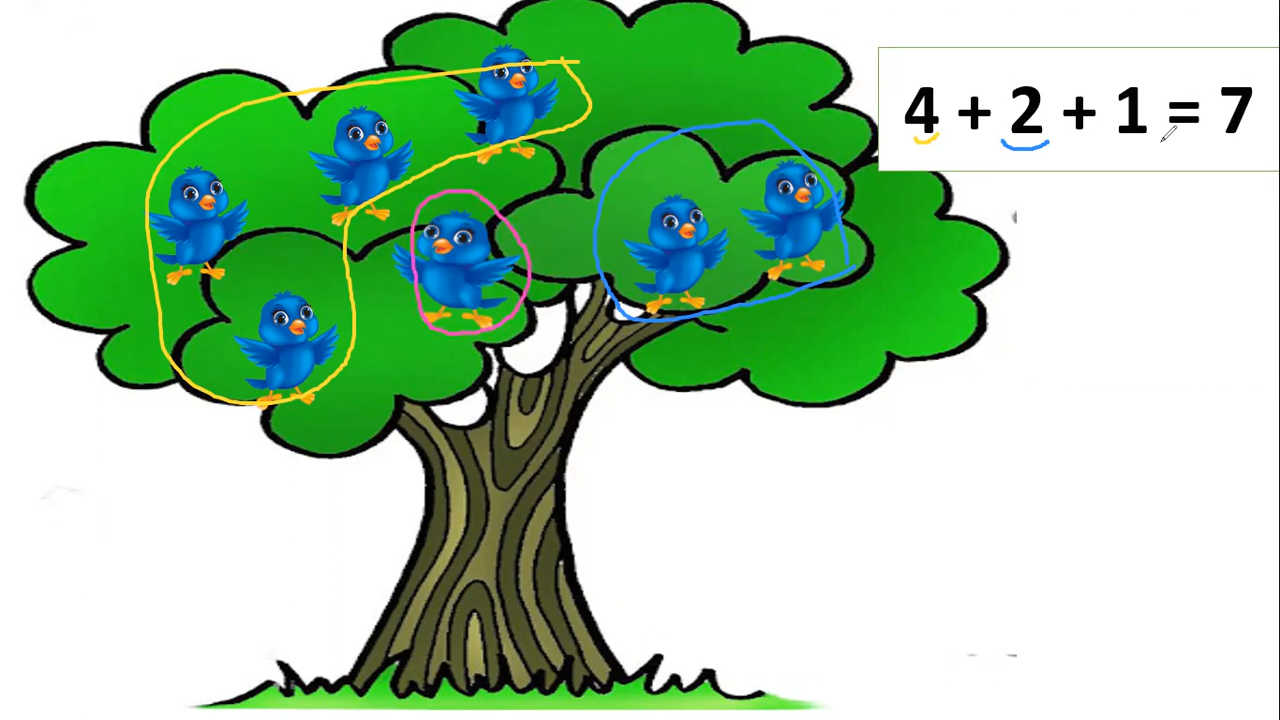 4 + 2 + 1 = 7